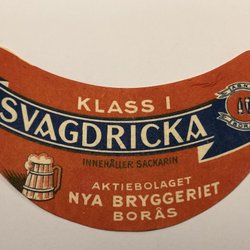 KLASS I
SVAGDRICKA
INNEHÅLLER SACKARIN
AKTIEBOLAGET
NYA BRYGGERIET
BORÅS